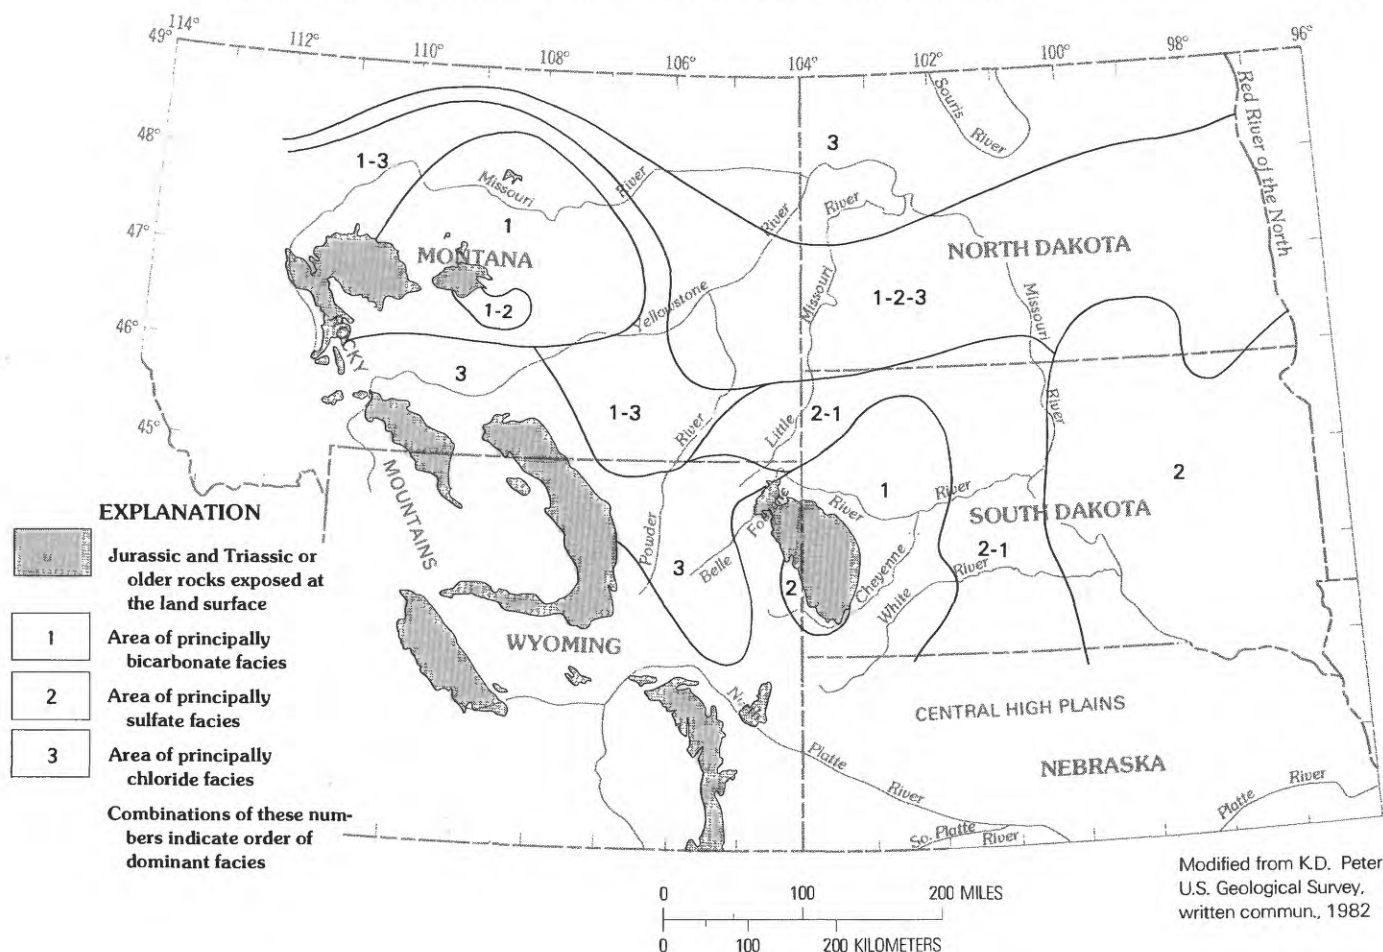 114°
49°
112°
110°
108°
106°
104°
102°
100°
98°
96°
48°
47°
46°
45°
Souris
River
Red River of the North
3
1-3
Missouri
River
River
River
1
MONTANA
NORTH DAKOTA
1-2
Yellowstone
Missouri
1-2-3
Missouri
CKY
3
1-3
River
Little
2-1
River
1
2
MOUNTAINS
River
River
SOUTH DAKOTA
Powder
3
Belle
Fourche
2
Cheyenne
White
2-1
River
WYOMING
CENTRAL HIGH PLAINS
NEBRASKA
No.
Platte
River
So. Platte
River
Platte
River
EXPLANATION
Jurassic and Triassic or
older rocks exposed at
the land surface
1
Area of principally
bicarbonate facies
2
Area of principally
sulfate facies
3
Area of principally
chloride facies
Combinations of these num-
bers indicate order of
dominant facies
Modified from K.D. Peter
U.S. Geological Survey,
written commun., 1982
0 100 200 MILES
0 100 200 KILOMETERS